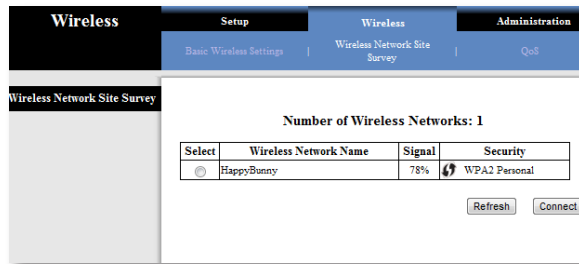 Wireless
Setup
Wireless
Administration
Basic Wireless Settings | Wireless Network Site Survey | QoS
Wireless Network Site Survey
Number of Wireless Networks: 1
Select Wireless Network Name Signal Security
HappyBunny 78% WPA2 Personal
Refresh Connect